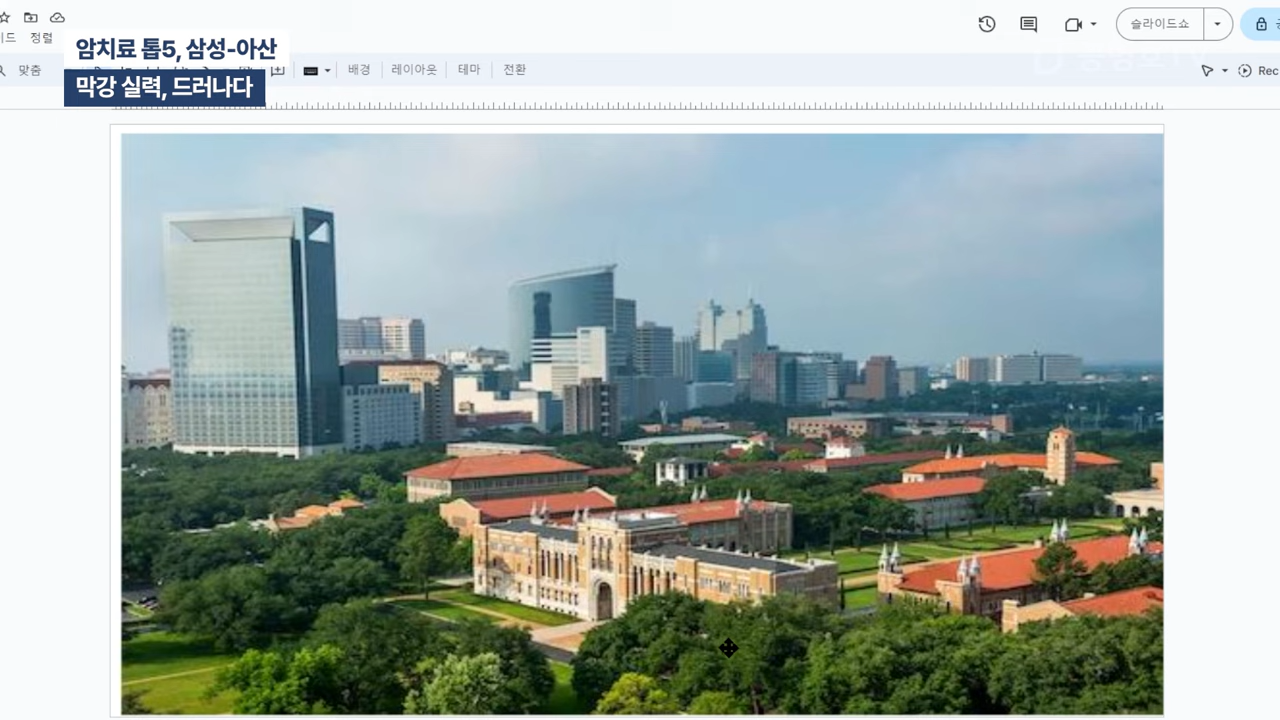 슬라이드쇼
이드 정렬
암치료 톱5, 삼성-아산
맞춤
배경
레이아웃
테마
전환
Rec
막강 실력, 드러나다